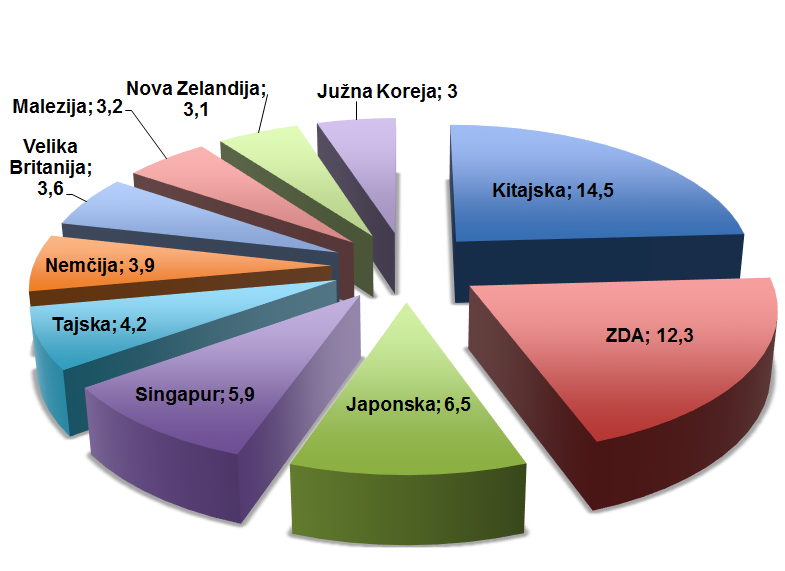 Nova Zelandija;
3,1
Južna Koreja; 3
Malezija; 3,2
Velika
Britanija;
3,6
Kitajska; 14,5
Nemčija; 3,9
Tajska; 4,2
ZDA; 12,3
Singapur; 5,9
Japonska; 6,5